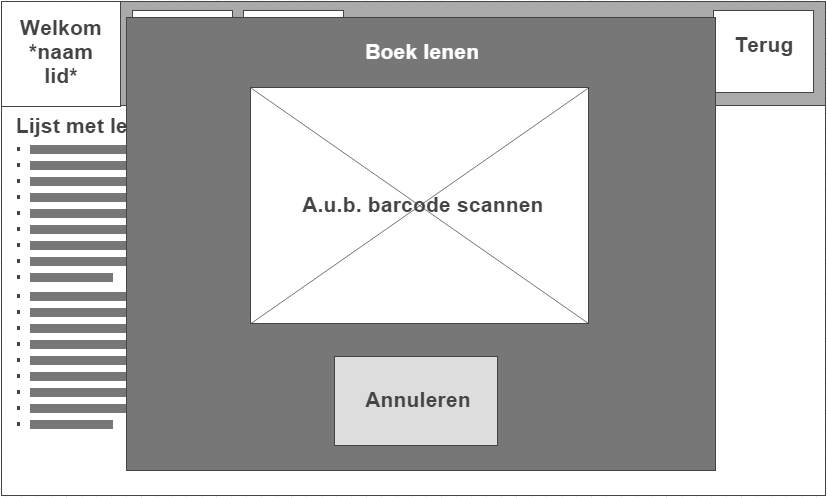 Welkom
*naam
lid*
Terug
Boek lenen
Lijst met le
A.u.b. barcode scannen
Annuleren